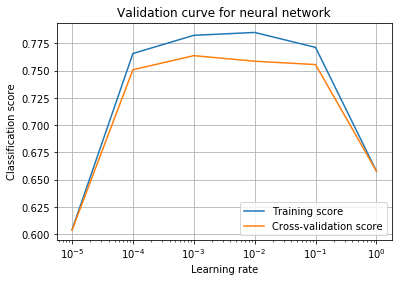 Validation curve for neural network
Classification score
0.775
0.750
0.725
0.700
0.675
0.650
0.625
0.600
Training score
Cross-validation score
10⁻⁵ 10⁻⁴ 10⁻³ 10⁻² 10⁻¹ 10⁰
Learning rate